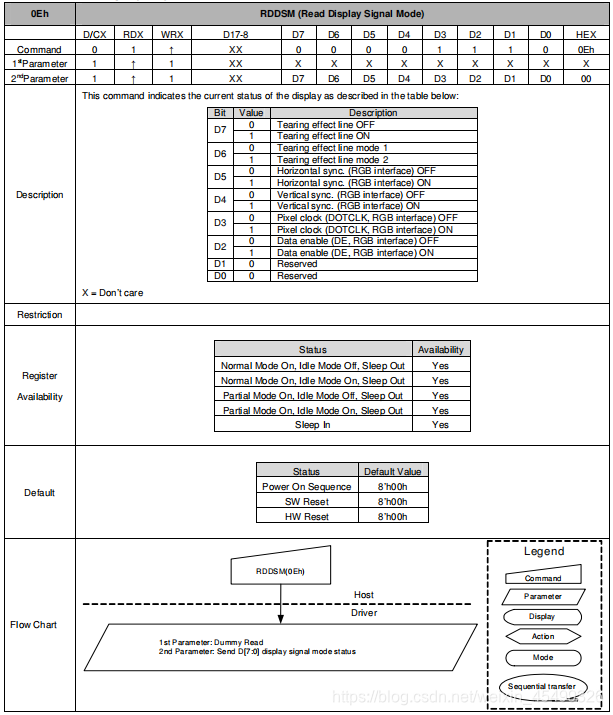 0Eh RDDSM (Read Display Signal Mode)
D/CX RDX WRX D17-8 D7 D6 D5 D4 D3 D2 D1 D0 HEX
Command 0 1 ↑ XX 0 0 0 0 1 1 1 0 0Eh
1st Parameter 1 ↑ 1 XX X X X X X X X X X
2nd Parameter 1 ↑ 1 XX D7 D6 D5 D4 D3 D2 D1 D0 00
This command indicates the current status of the display as described in the table below:
Bit Value Description
D7 0 Tearing effect line OFF
1 Tearing effect line ON
D6 0 Tearing effect line mode 1
1 Tearing effect line mode 2
D5 0 Horizontal sync. (RGB interface) OFF
1 Horizontal sync. (RGB interface) ON
D4 0 Vertical sync. (RGB interface) OFF
1 Vertical sync. (RGB interface) ON
D3 0 Pixel clock (DOTCLK, RGB interface) OFF
1 Pixel clock (DOTCLK, RGB interface) ON
D2 0 Data enable (DE, RGB interface) OFF
1 Data enable (DE, RGB interface) ON
D1 0 Reserved
D0 0 Reserved
Description
X = Don't care
Restriction
Register
Availability
Status Availability
Normal Mode On, Idle Mode Off, Sleep Out Yes
Normal Mode On, Idle Mode On, Sleep Out Yes
Partial Mode On, Idle Mode Off, Sleep Out Yes
Partial Mode On, Idle Mode On, Sleep Out Yes
Sleep In Yes
Default
Status Default Value
Power On Sequence 8'h00h
SW Reset 8'h00h
HW Reset 8'h00h
Flow Chart
RDDSM(0Eh)
Host
Driver
1st Parameter: Dummy Read
2nd Parameter: Send D[7:0] display signal mode status
Legend
Command
Parameter
Display
Action
Mode
Sequential transfer